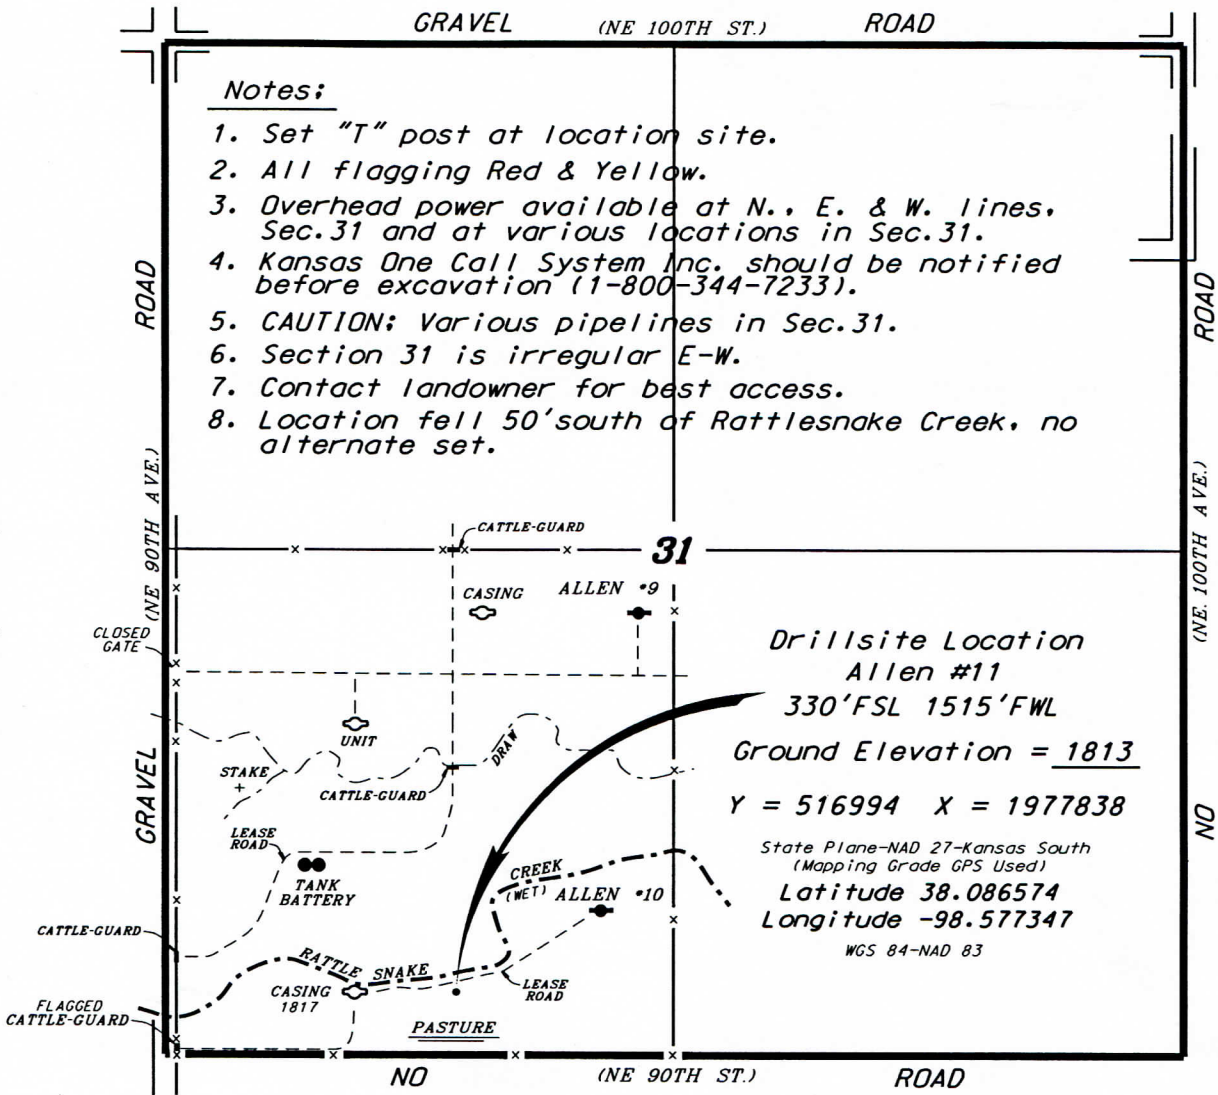 GRAVEL (NE 100TH ST.) ROAD
Notes:
1. Set "T" post at location site.
2. All flagging Red & Yellow.
3. Overhead power available at N., E. & W. lines,
Sec.31 and at various locations in Sec.31.
4. Kansas One Call System Inc. should be notified
before excavation (1-800-344-7233).
5. CAUTION: Various pipelines in Sec.31.
6. Section 31 is irregular E-W.
7. Contact landowner for best access.
8. Location fell 50'south of Rattlesnake Creek, no
alternate set.
GRAVEL (NE 90TH AVE.) ROAD
NO (NE. 100TH AVE.) ROAD
CATTLE-GUARD
31
CASING
ALLEN #9
CLOSED
GATE
Drillsite Location
Allen #11
330'FSL 1515'FWL
UNIT
DRAW
Ground Elevation = 1813
STAKE
CATTLE-GUARD
Y = 516994 X = 1977838
LEASE
ROAD
State Plane-NAD 27-Kansas South
(Mapping Grade GPS Used)
TANK
BATTERY
CREEK
(WET)
ALLEN #10
Latitude 38.086574
Longitude -98.577347
WGS 84-NAD 83
CATTLE-GUARD
RATTLE SNAKE
CASING
1817
LEASE
ROAD
FLAGGED
CATTLE-GUARD
PASTURE
NO (NE 90TH ST.) ROAD